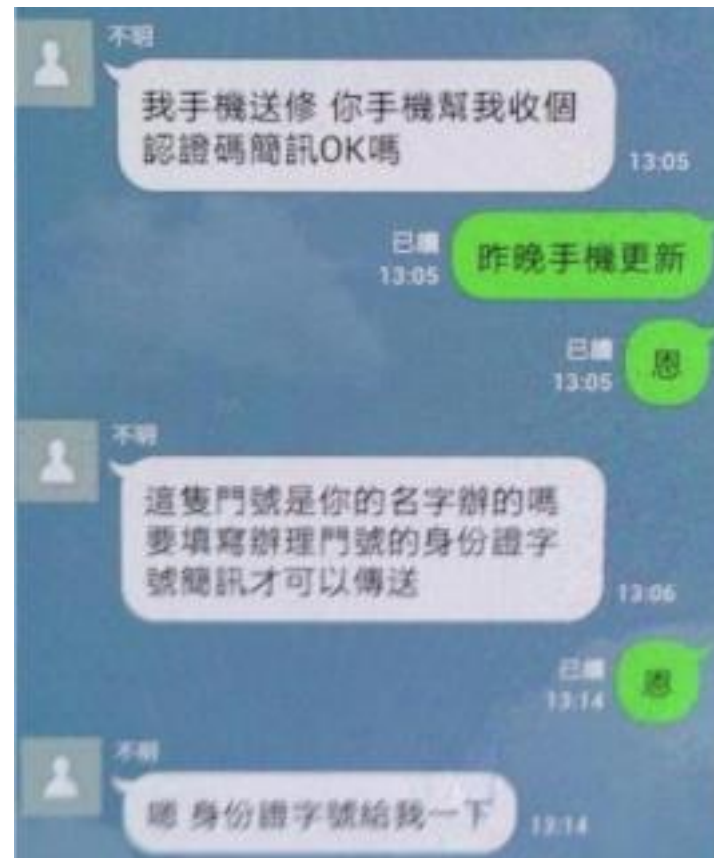 不明
我手機送修 你手機幫我收個
認證碼簡訊OK嗎
13:05
已讀
13:05
昨晚手機更新
已讀
13:05
恩
不明
這隻門號是你的名字辦的嗎
要填寫辦理門號的身份證字
號簡訊才可以傳送
13:06
已讀
13:14
恩
不明
嗯 身份證字號給我一下
13:14